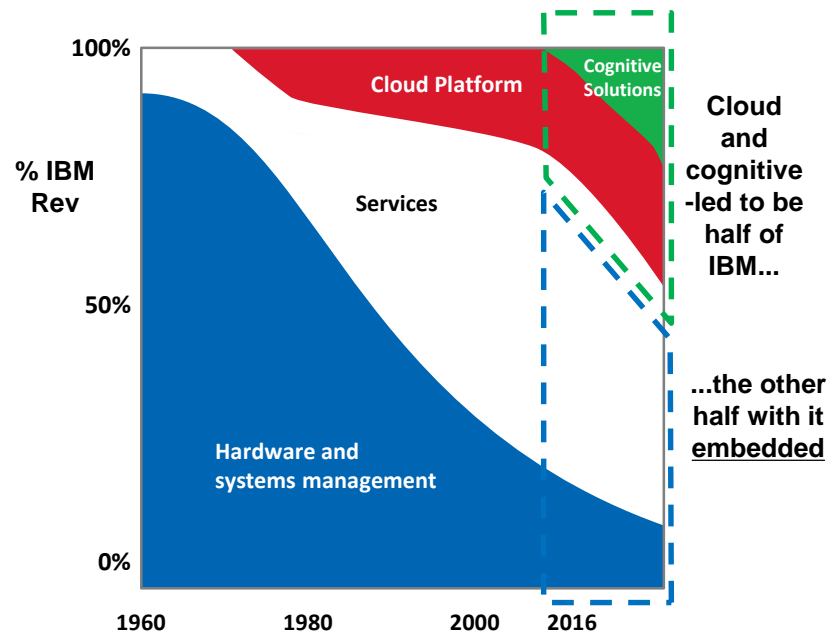 100%
Cloud Platform
Cognitive
Solutions
% IBM
Rev
Services
50%
Hardware and
systems management
0%
1960
1980
2000
2016
Cloud
and
cognitive
-led to be
half of
IBM...
...the other
half with it
embedded